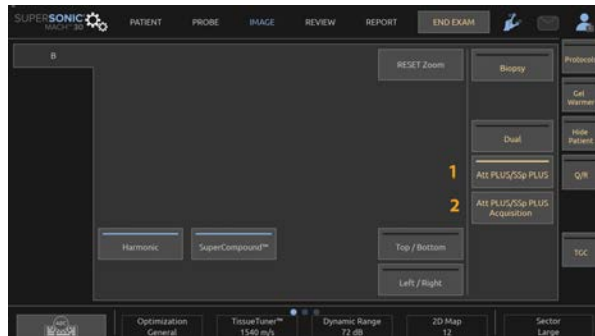 SUPERSONIC
MACH 30
PATIENT
PROBE
IMAGE
REVIEW
REPORT
END EXAM
B
RESET Zoom
Biopsy
Protocol
Gel
Warmer
Dual
Hide
Patient
1
Att PLUS/SSp PLUS
Q/R
2
Att PLUS/SSp PLUS
Acquisition
Harmonic
SuperCompound™
Top / Bottom
TGC
Left / Right
Optimization
General
TissueTuner™
1540 m/s
Dynamic Range
72 dB
2D Map
12
Sector
Large